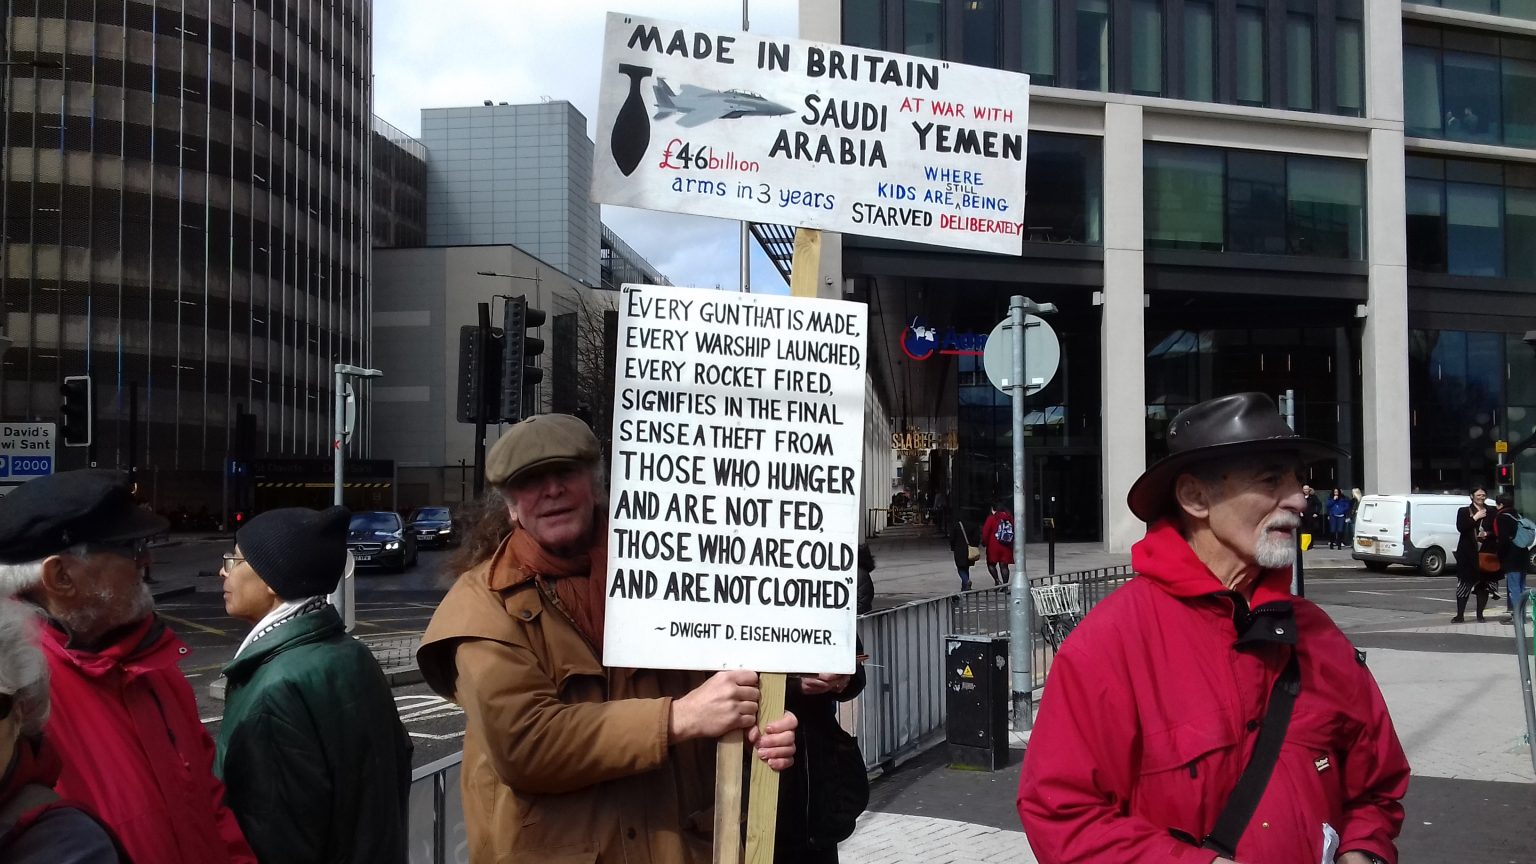 "MADE IN BRITAIN"
SAUDI
ARABIA
AT WAR WITH
YEMEN
£46billion
arms in 3 years
WHERE
KIDS ARE STILL BEING
STARVED DELIBERATELY
"EVERY GUN THAT IS MADE,
EVERY WARSHIP LAUNCHED,
EVERY ROCKET FIRED,
SIGNIFIES IN THE FINAL
SENSE A THEFT FROM
THOSE WHO HUNGER
AND ARE NOT FED,
THOSE WHO ARE COLD
AND ARE NOT CLOTHED."
~ DWIGHT D. EISENHOWER.
David's
wi Sant
P 2000